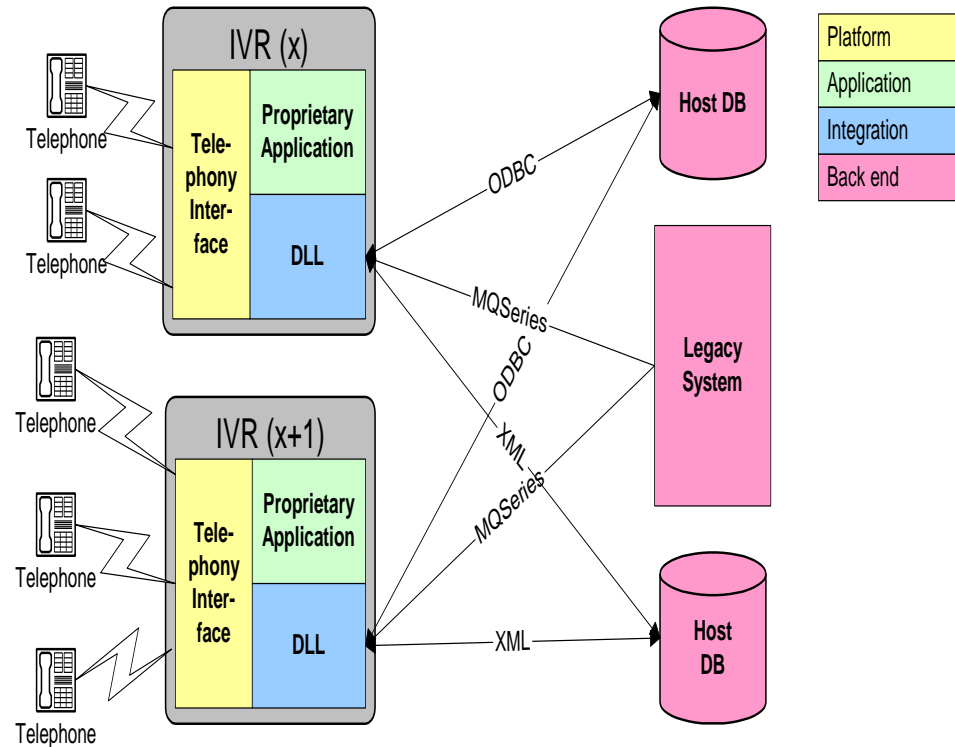 IVR (x)
Telephone
Telephone
Tele-
phony
Inter-
face
Proprietary
Application
DLL
Telephone
IVR (x+1)
Telephone
Telephone
Tele-
phony
Inter-
face
Proprietary
Application
DLL
ODBC
MQSeries
ODBC
XML
MQSeries
XML
Host DB
Legacy
System
Host
DB
Platform
Application
Integration
Back end